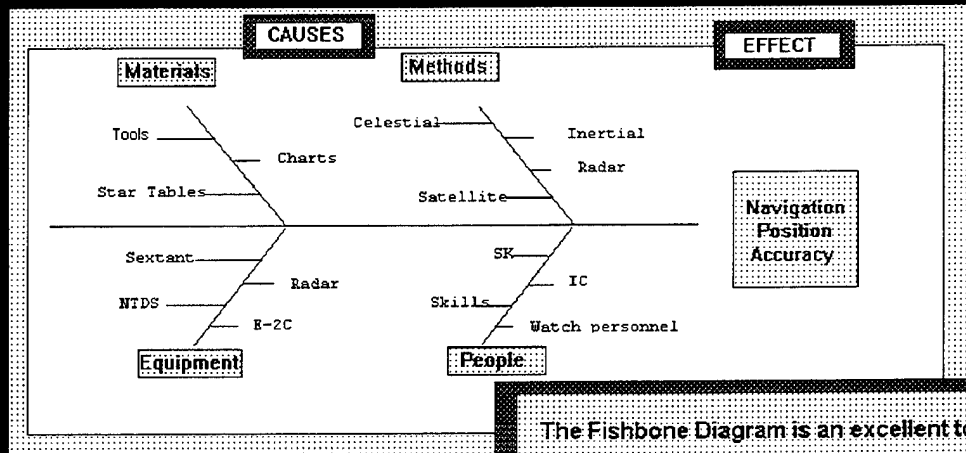 CAUSES
EFFECT
Materials
Methods
Tools
Charts
Star Tables
Celestial
Inertial
Radar
Satellite
Navigation
Position
Accuracy
Sextant
Radar
NTDS
E-2C
Equipment
SK
IC
Skills
Watch personnel
People
The Fishbone Diagram is an excellent to